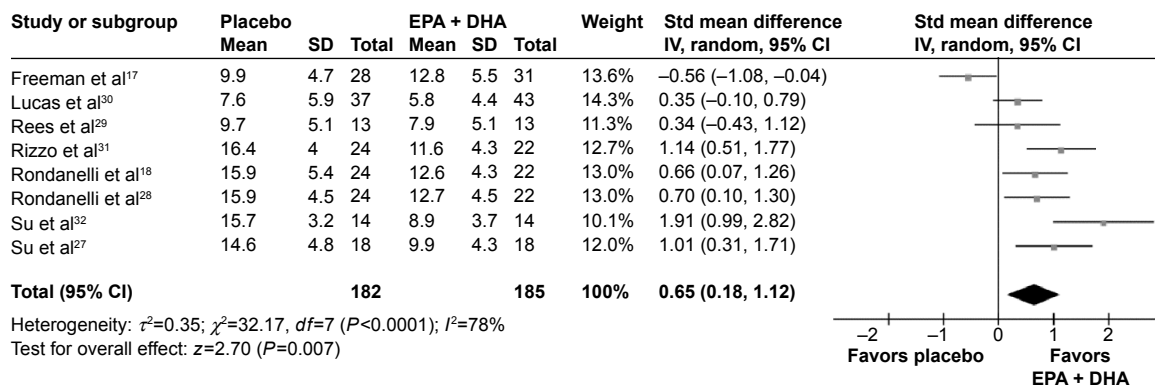 Study or subgroup Placebo EPA + DHA Weight Std mean difference Std mean difference
Mean SD Total Mean SD Total IV, random, 95% CI IV, random, 95% CI
Freeman et al¹⁷ 9.9 4.7 28 12.8 5.5 31 13.6% –0.56 (–1.08, –0.04)
Lucas et al³⁰ 7.6 5.9 37 5.8 4.4 43 14.3% 0.35 (–0.10, 0.79)
Rees et al²⁹ 9.7 5.1 13 7.9 5.1 13 11.3% 0.34 (–0.43, 1.12)
Rizzo et al³¹ 16.4 4 24 11.6 4.3 22 12.7% 1.14 (0.51, 1.77)
Rondanelli et al¹⁸ 15.9 5.4 24 12.6 4.3 22 13.0% 0.66 (0.07, 1.26)
Rondanelli et al²⁸ 15.9 4.5 24 12.7 4.5 22 13.0% 0.70 (0.10, 1.30)
Su et al³² 15.7 3.2 14 8.9 3.7 14 10.1% 1.91 (0.99, 2.82)
Su et al²⁷ 14.6 4.8 18 9.9 4.3 18 12.0% 1.01 (0.31, 1.71)
Total (95% CI) 182 185 100% 0.65 (0.18, 1.12)
Heterogeneity: τ²=0.35; χ²=32.17, df=7 (P<0.0001); I²=78%
Test for overall effect: z=2.70 (P=0.007)
–2 –1 0 1 2
Favors placebo Favors
EPA + DHA